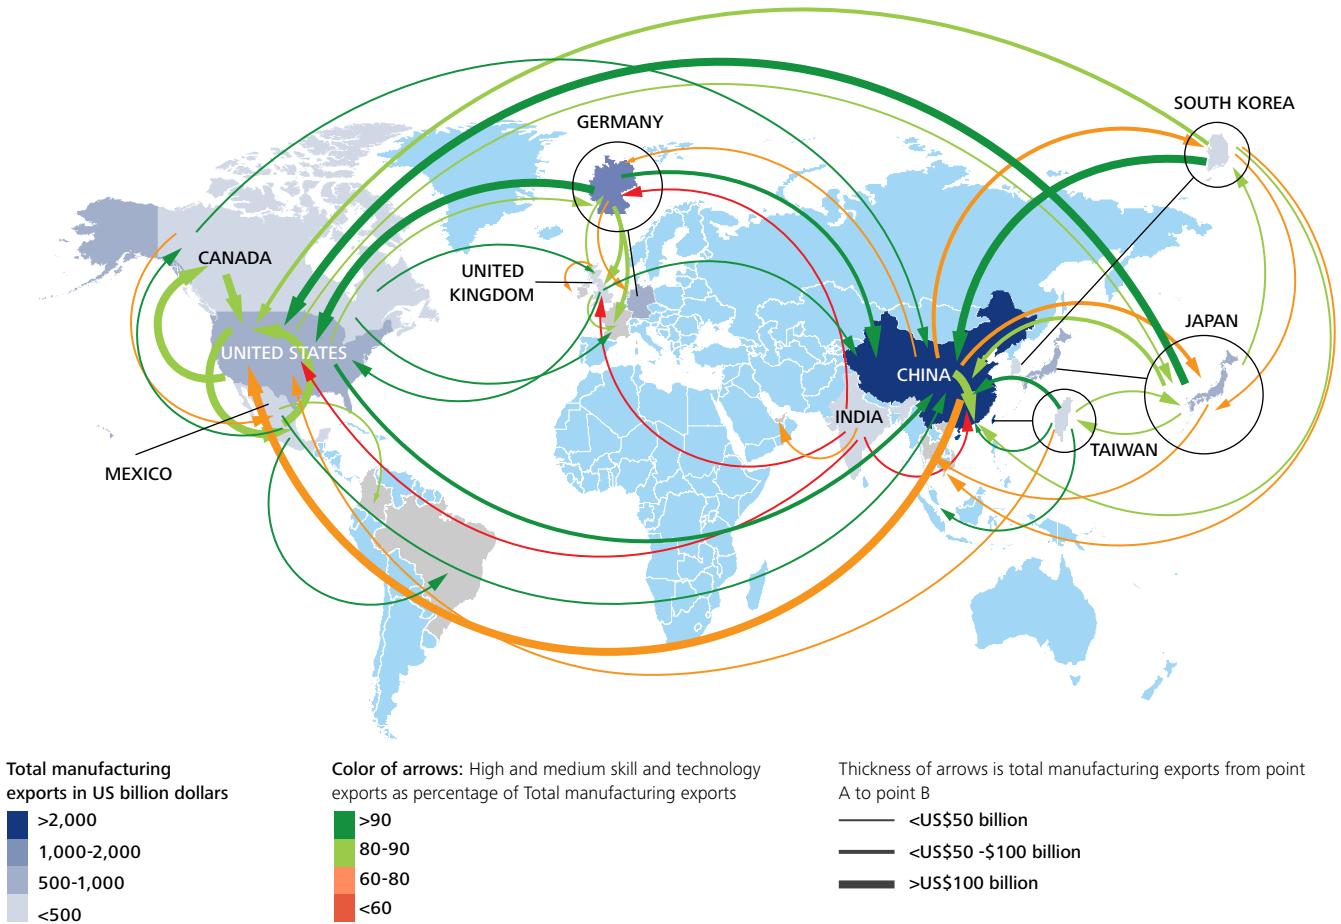 SOUTH KOREA
GERMANY
CANADA
UNITED
KINGDOM
JAPAN
UNITED STATES
CHINA
INDIA
TAIWAN
MEXICO
Total manufacturing
exports in US billion dollars
>2,000
1,000-2,000
500-1,000
<500
Color of arrows: High and medium skill and technology
exports as percentage of Total manufacturing exports
>90
80-90
60-80
<60
Thickness of arrows is total manufacturing exports from point
A to point B
<US$50 billion
<US$50 -$100 billion
>US$100 billion